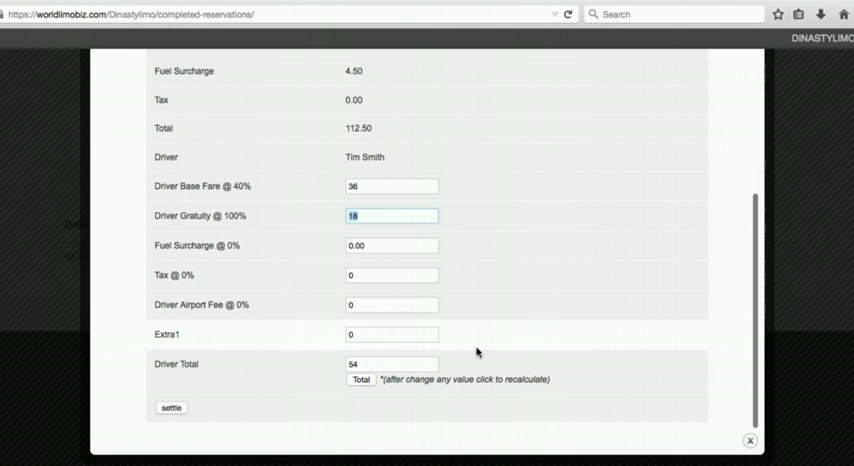 https://worldlimobiz.com/Dinastylimo/completed-reservations/
Search
DINASTYLIMO
Fuel Surcharge 4.50
Tax 0.00
Total 112.50
Driver Tim Smith
Driver Base Fare @ 40% 36
Driver Gratuity @ 100% 18
Fuel Surcharge @ 0% 0.00
Tax @ 0% 0
Driver Airport Fee @ 0% 0
Extra1 0
Driver Total 54
Total *(after change any value click to recalculate)
settle
x